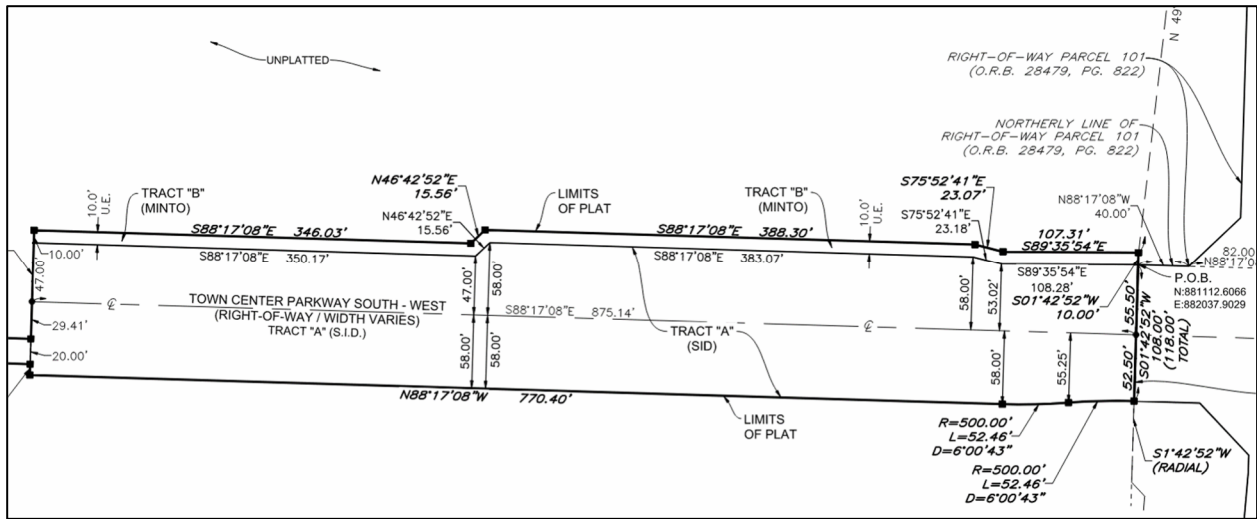 UNPLATTED
N 49
RIGHT-OF-WAY PARCEL 101
(O.R.B. 28479, PG. 822)
NORTHERLY LINE OF
RIGHT-OF-WAY PARCEL 101
(O.R.B. 28479, PG. 822)
N46°42'52"E
15.56'
N46°42'52"E
15.56'
LIMITS
OF PLAT
S75°52'41"E
23.07'
S75°52'41"E
23.18'
TRACT "B"
(MINTO)
10.0'
U.E.
TRACT "B"
(MINTO)
10.0'
U.E.
N88°17'08"W
40.00'
S88°17'08"E 346.03'
S88°17'08"E 388.30'
107.31'
S89°35'54"E
82.00
N88°17'0
10.00'
47.00'
S88°17'08"E 350.17'
S88°17'08"E 383.07'
S89°35'54"E
108.28'
P.O.B.
N:881112.6066
E:882037.9029
S01°42'52"W
10.00'
47.00'
58.00'
58.00'
53.02'
55.50'
S01°42'52"W
108.00'
(118.00'
TOTAL)
TOWN CENTER PARKWAY SOUTH - WEST
(RIGHT-OF-WAY / WIDTH VARIES)
TRACT "A" (S.I.D.)
S88°17'08"E 875.14'
TRACT "A"
(SID)
29.41'
20.00'
58.00'
58.00'
58.00'
55.25'
52.50'
N88°17'08"W 770.40'
LIMITS
OF PLAT
R=500.00'
L=52.46'
D=6°00'43"
R=500.00'
L=52.46'
D=6°00'43"
S1°42'52"W
(RADIAL)